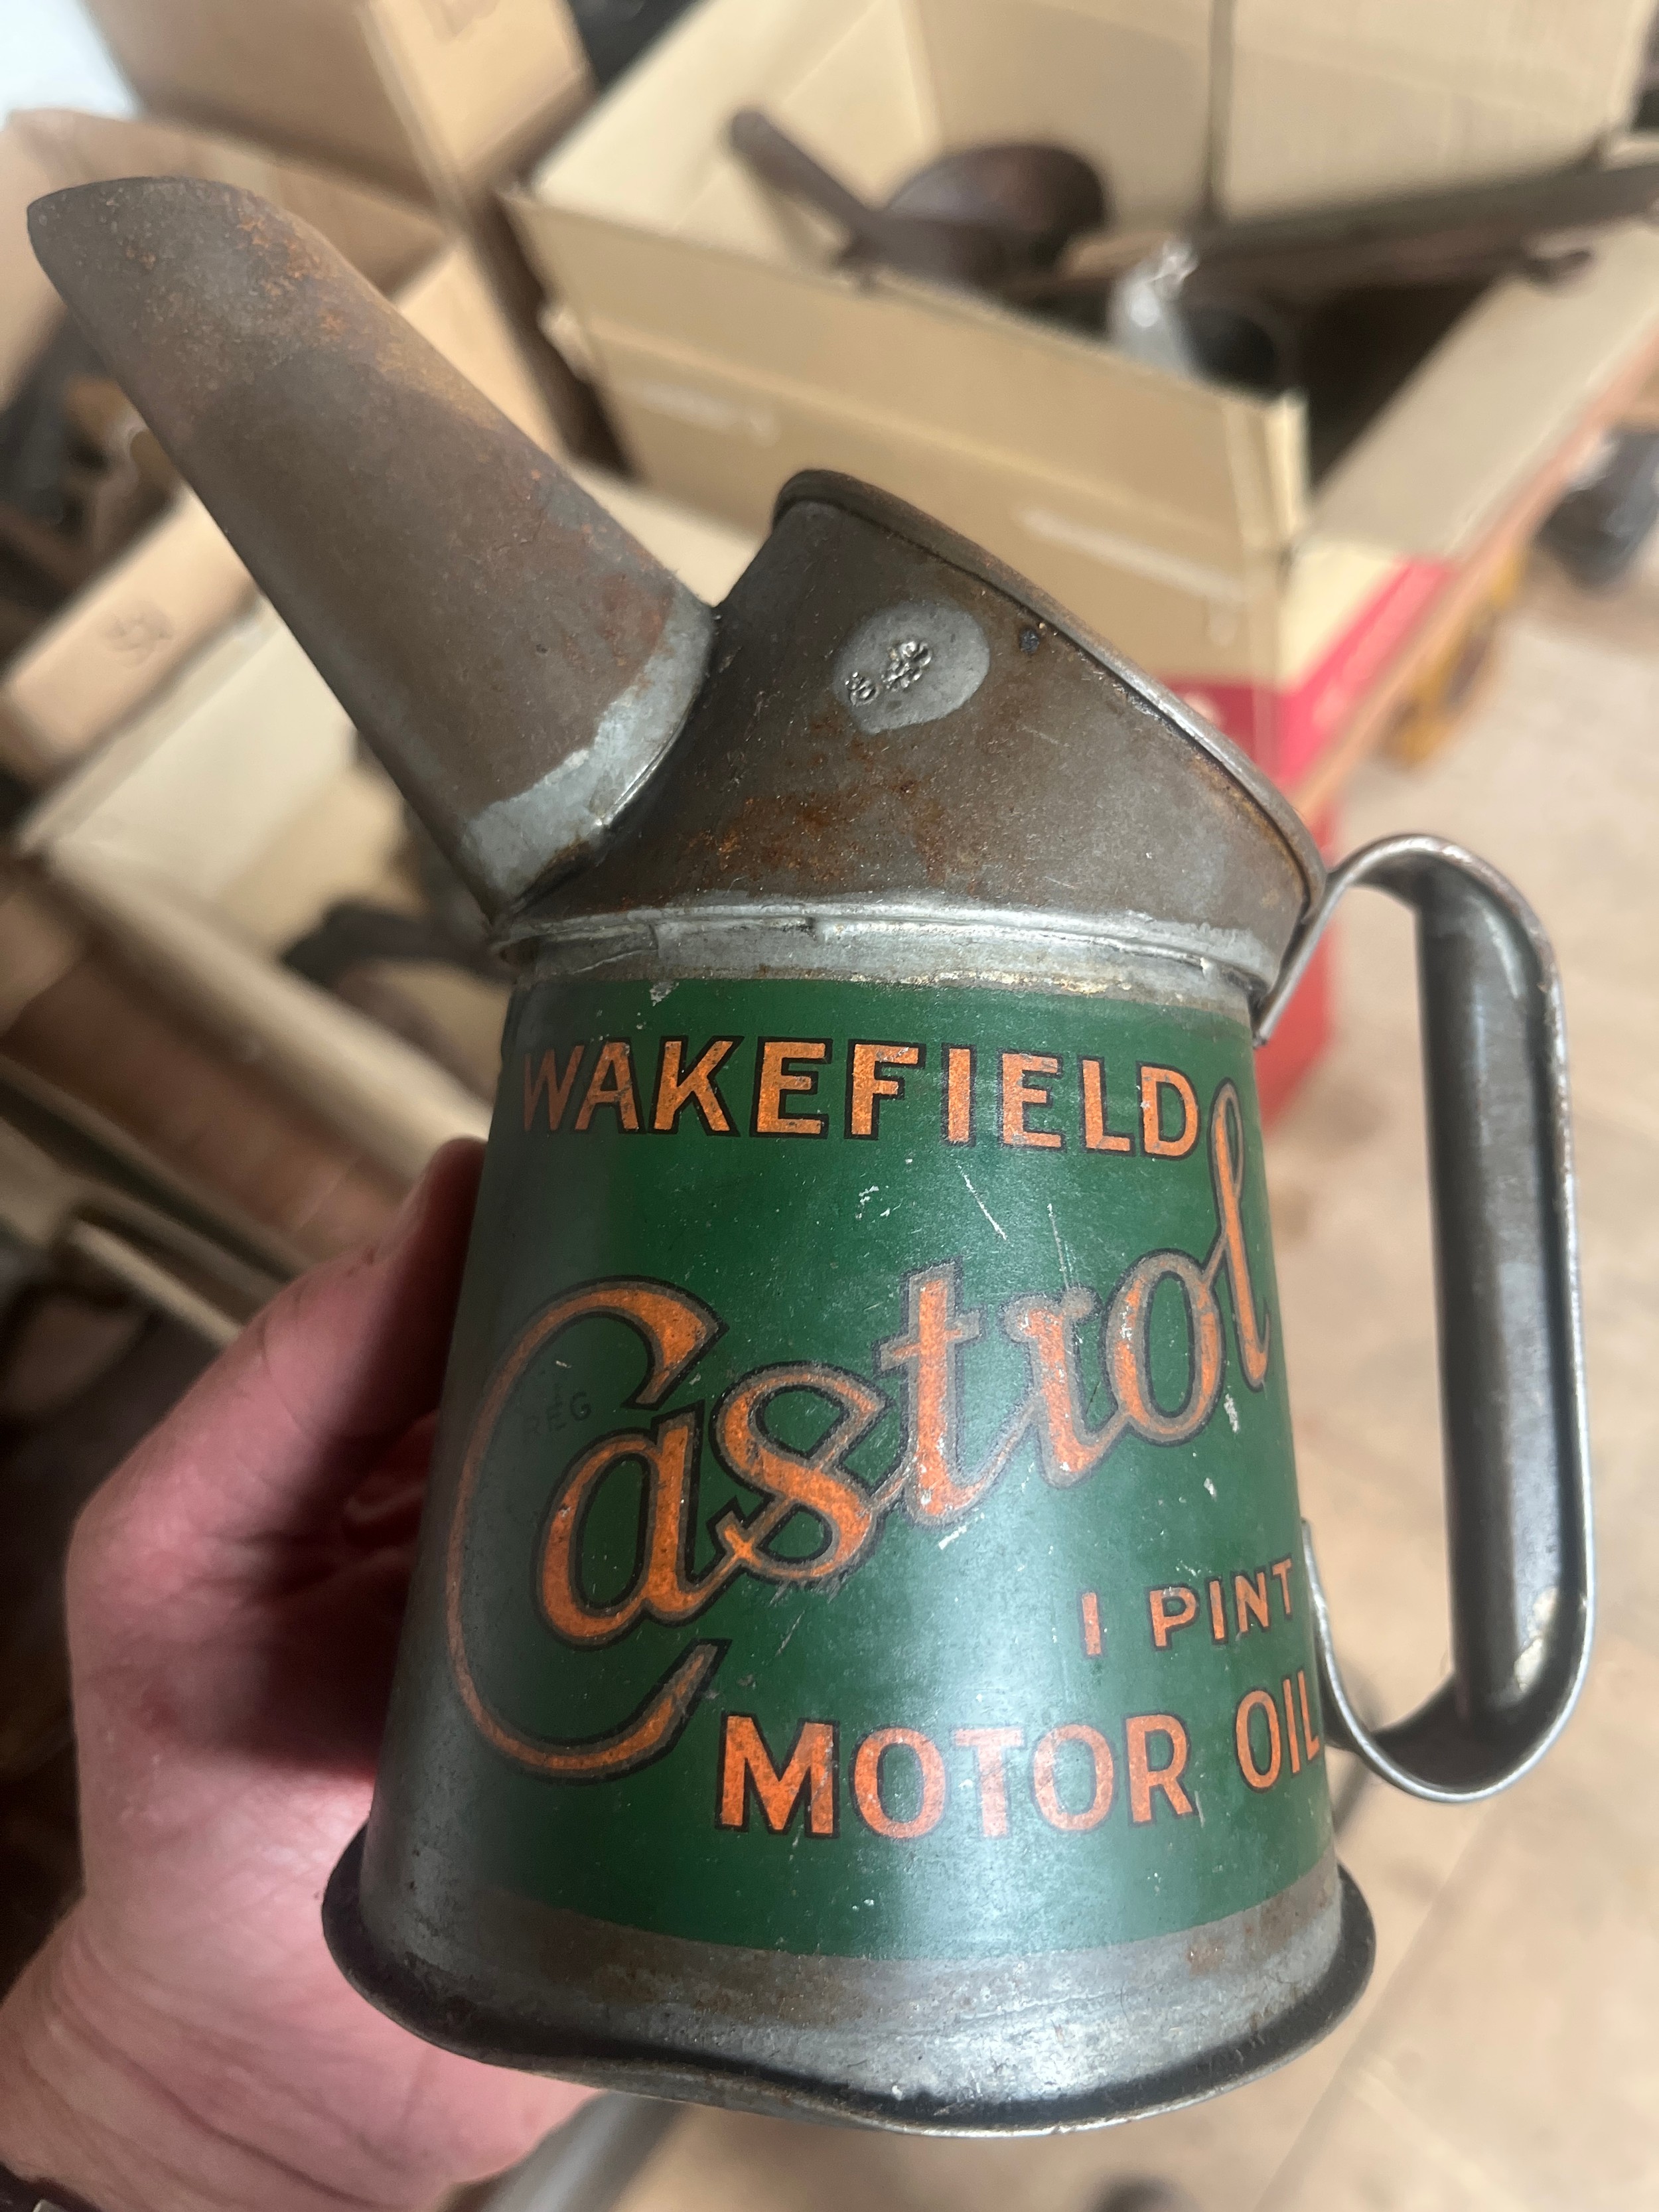 WAKEFIELD
Castrol
REG
1 PINT
MOTOR OIL